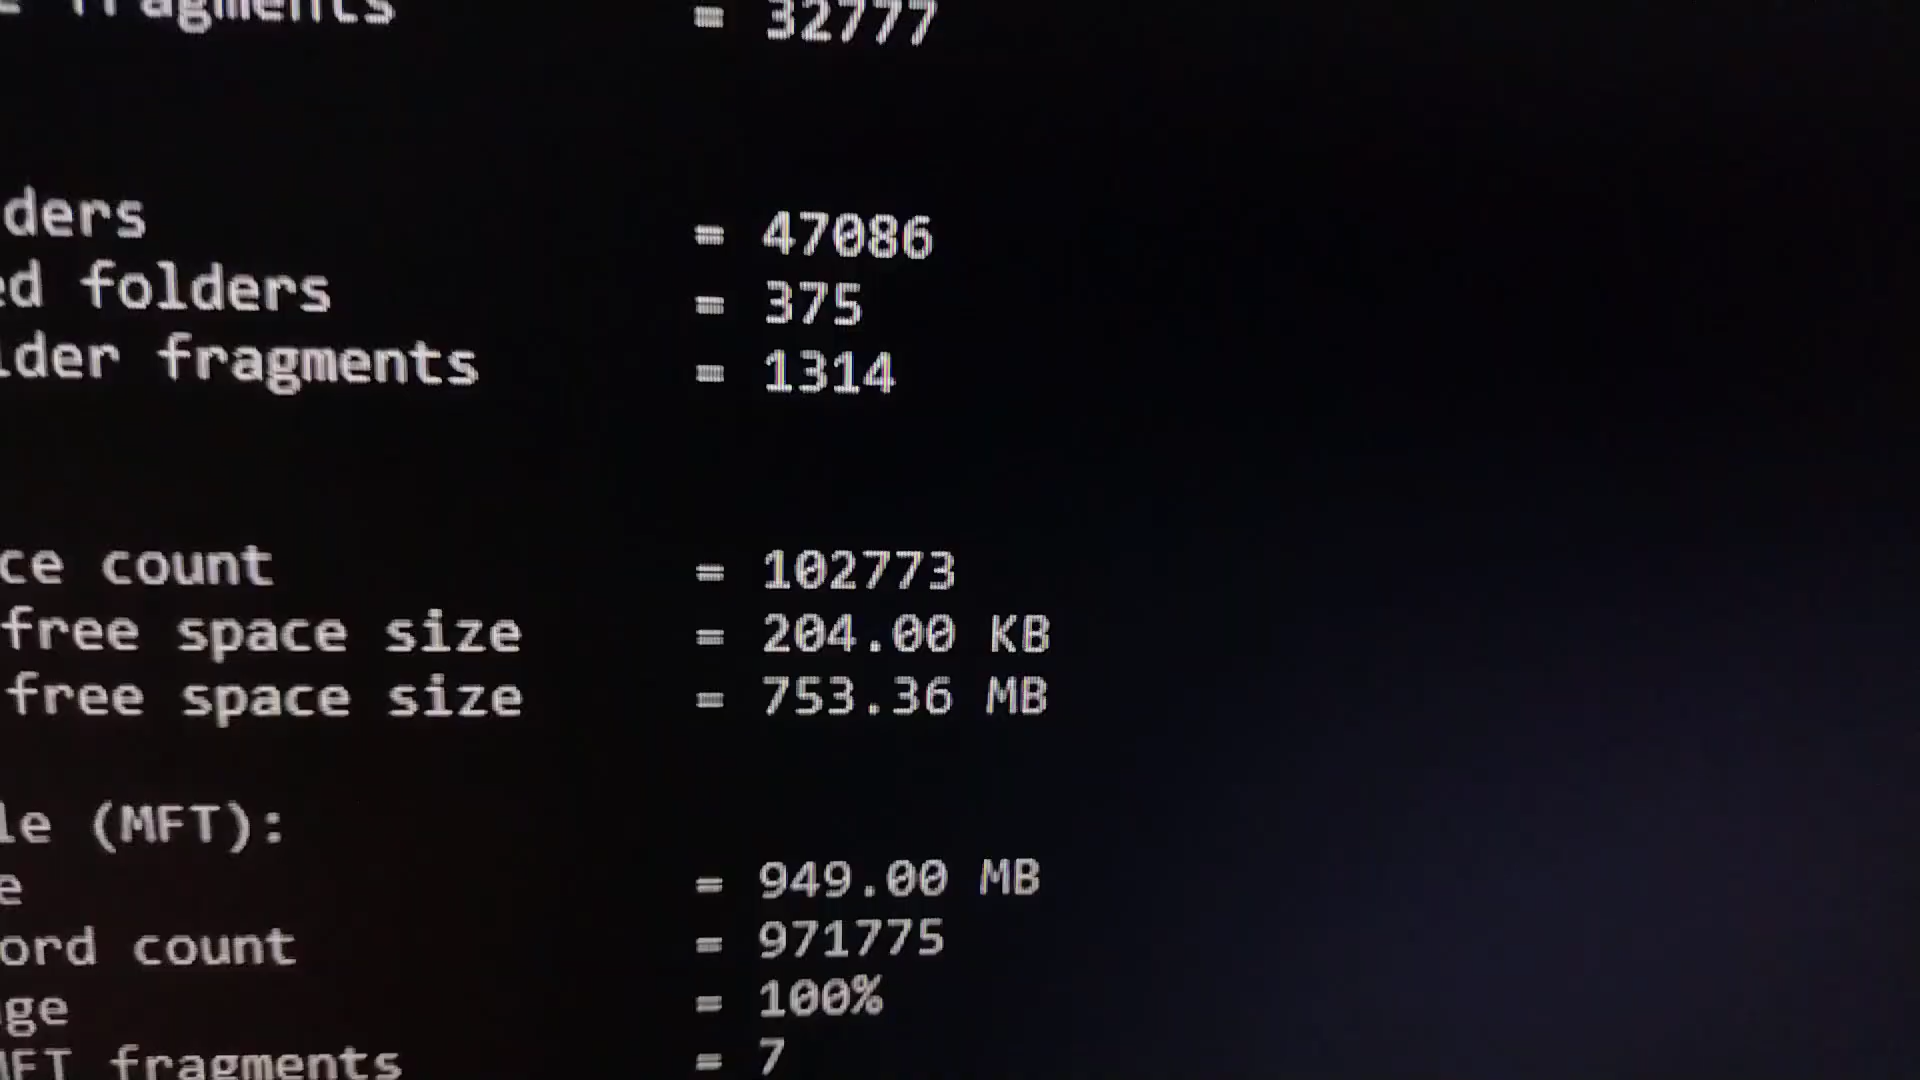 fragments = 32777
ders = 47086
ed folders = 375
lder fragments = 1314
ce count = 102773
free space size = 204.00 KB
free space size = 753.36 MB
le (MFT):
e = 949.00 MB
ord count = 971775
ge = 100%
MFT fragments = 7